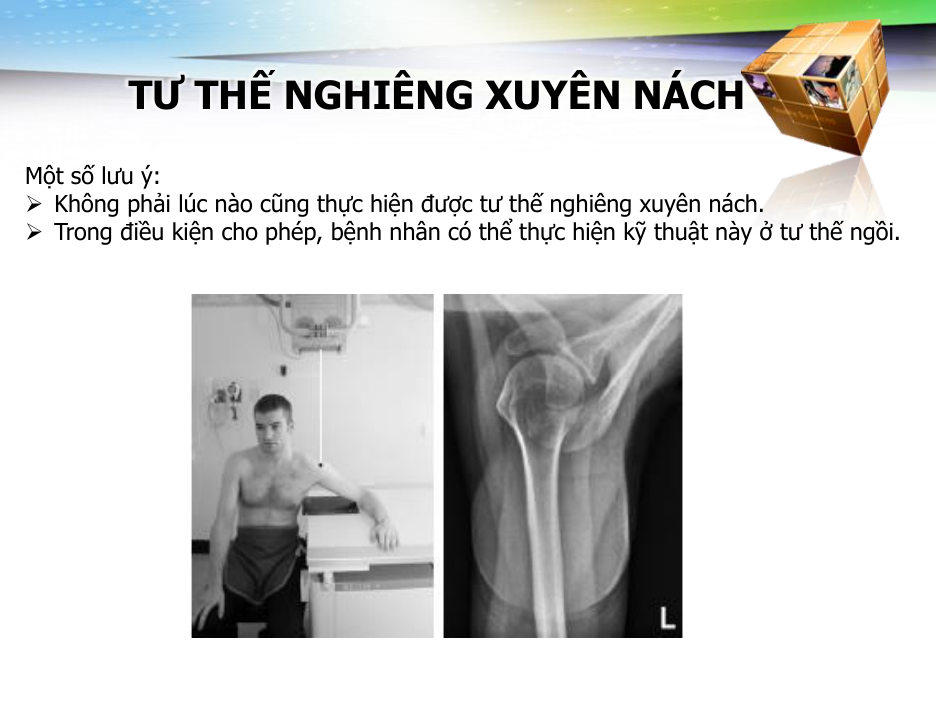 TƯ THẾ NGHIÊNG XUYÊN NÁCH
Một số lưu ý:
➢ Không phải lúc nào cũng thực hiện được tư thế nghiêng xuyên nách.
➢ Trong điều kiện cho phép, bệnh nhân có thể thực hiện kỹ thuật này ở tư thế ngồi.
L